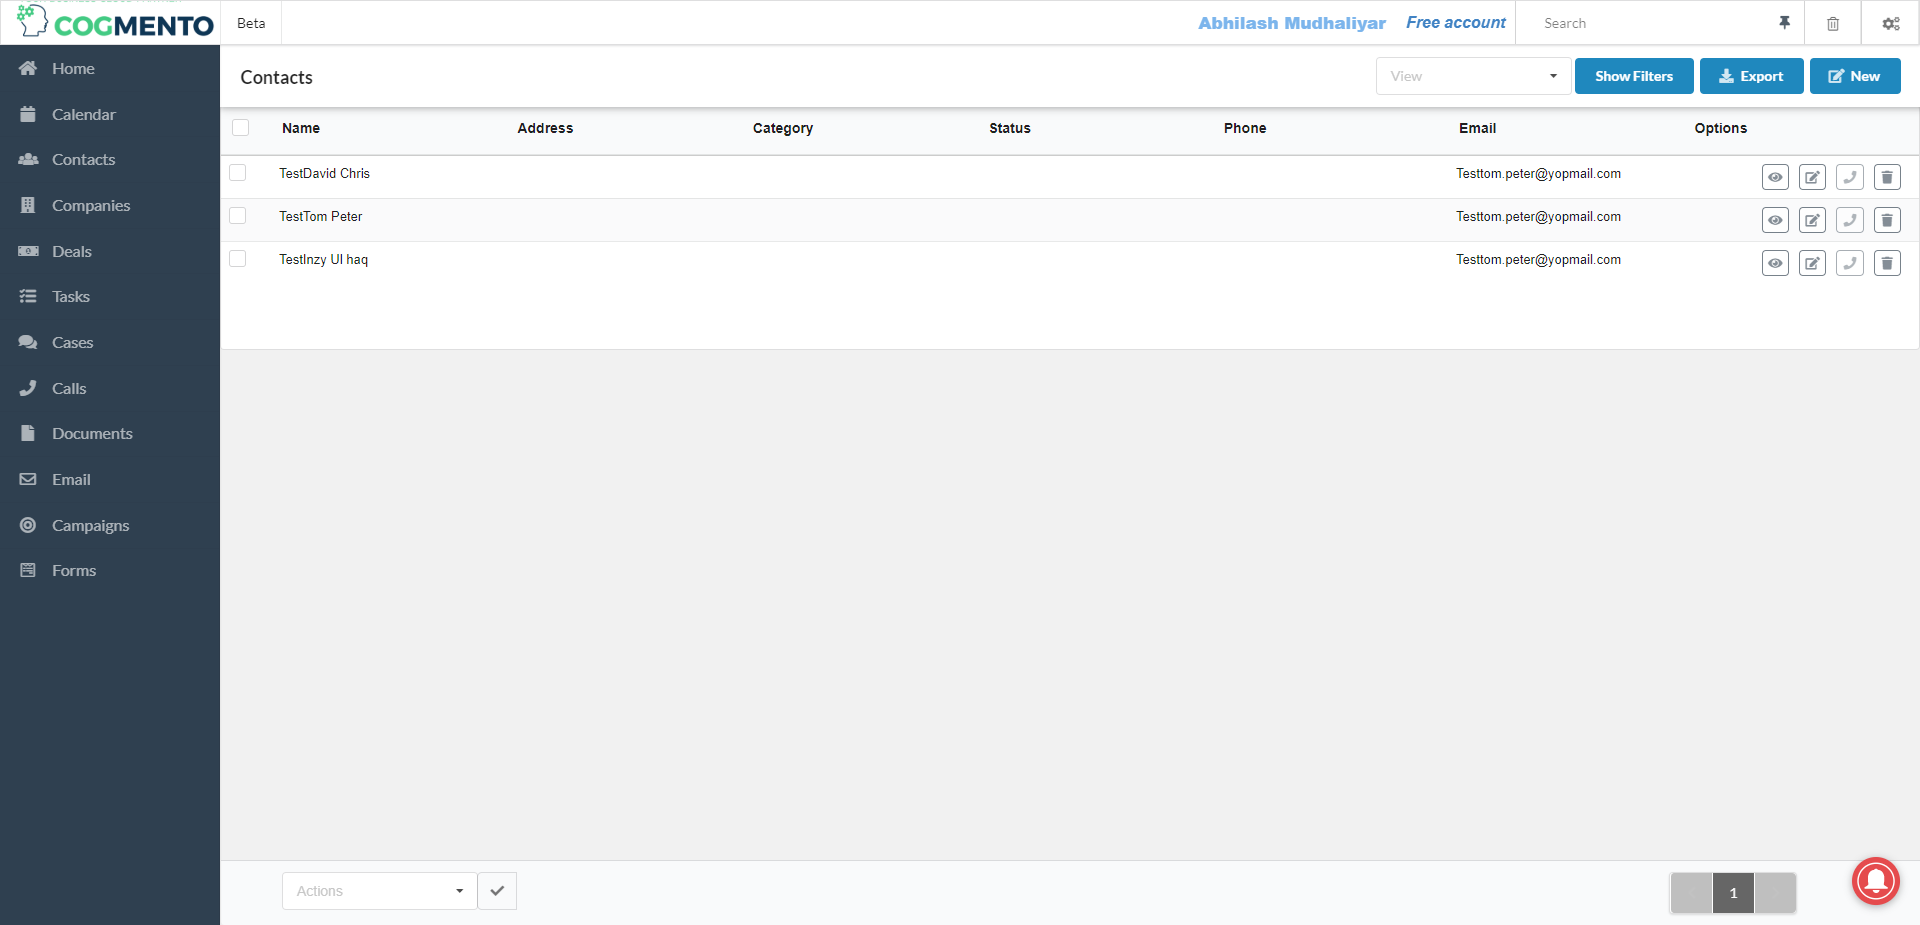 COGMENTO
Beta
Abhilash Mudhaliyar
Free account
Search
Home
Calendar
Contacts
Companies
Deals
Tasks
Cases
Calls
Documents
Email
Campaigns
Forms
Contacts
View
Show Filters
Export
New
Name Address Category Status Phone Email Options
TestDavid Chris Testtom.peter@yopmail.com
TestTom Peter Testtom.peter@yopmail.com
TestInzy Ul haq Testtom.peter@yopmail.com
Actions
1